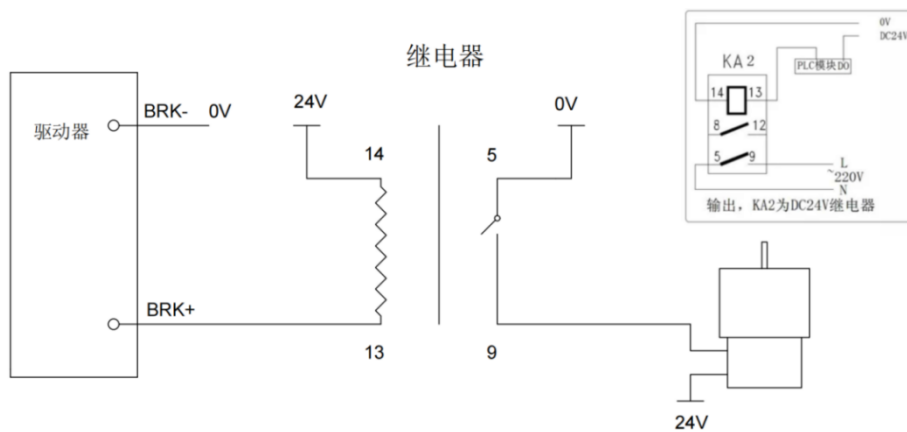 继电器
驱动器
BRK-
0V
24V
0V
14
5
BRK+
13
9
24V
0V
DC24V
KA2
PLC模块DO
14
13
8
12
5
9
L
~220V
N
输出，KA2为DC24V继电器